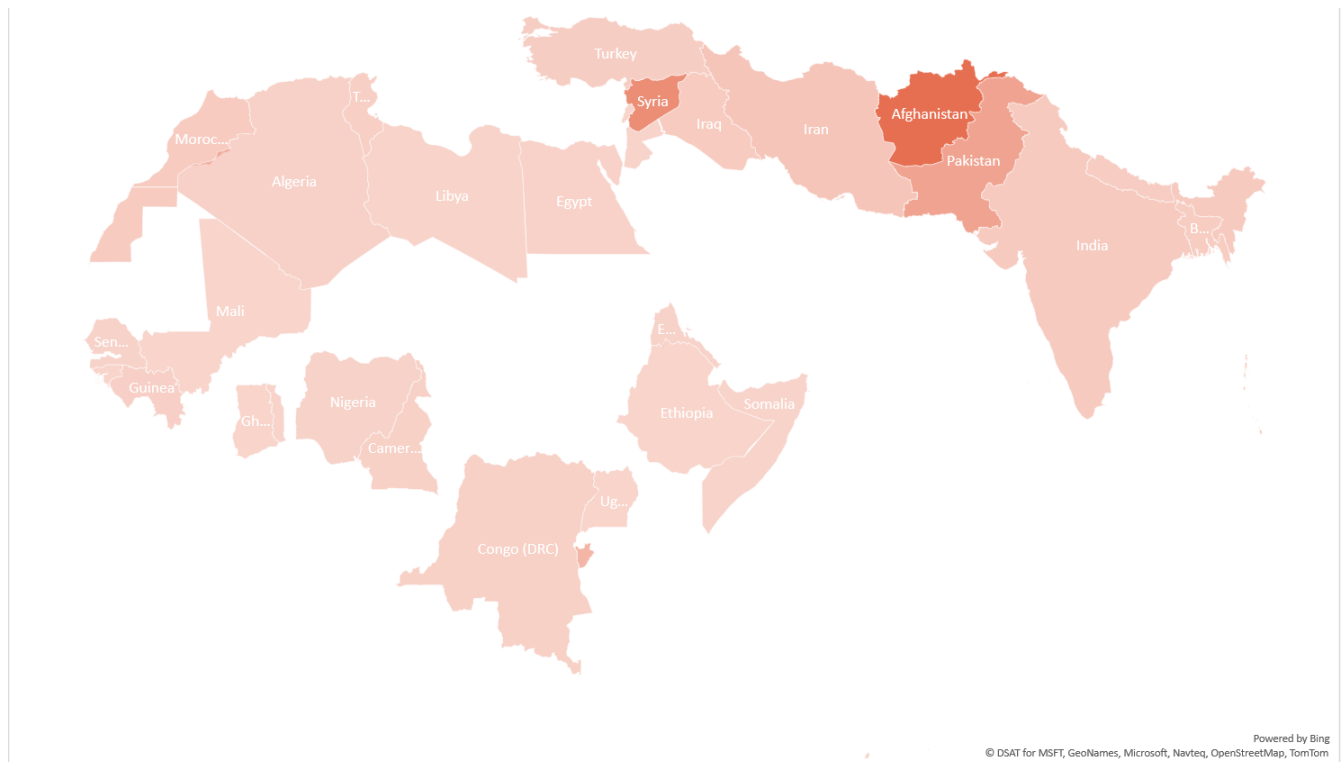 Turkey
Syria
Iraq
Iran
Afghanistan
Pakistan
India
B...
T...
Moroc...
Algeria
Libya
Egypt
Mali
Sen...
Guinea
Gh...
Nigeria
Camer...
E...
Ethiopia
Somalia
Ug...
Congo (DRC)
Powered by Bing
© DSAT for MSFT, GeoNames, Microsoft, Navteq, OpenStreetMap, TomTom